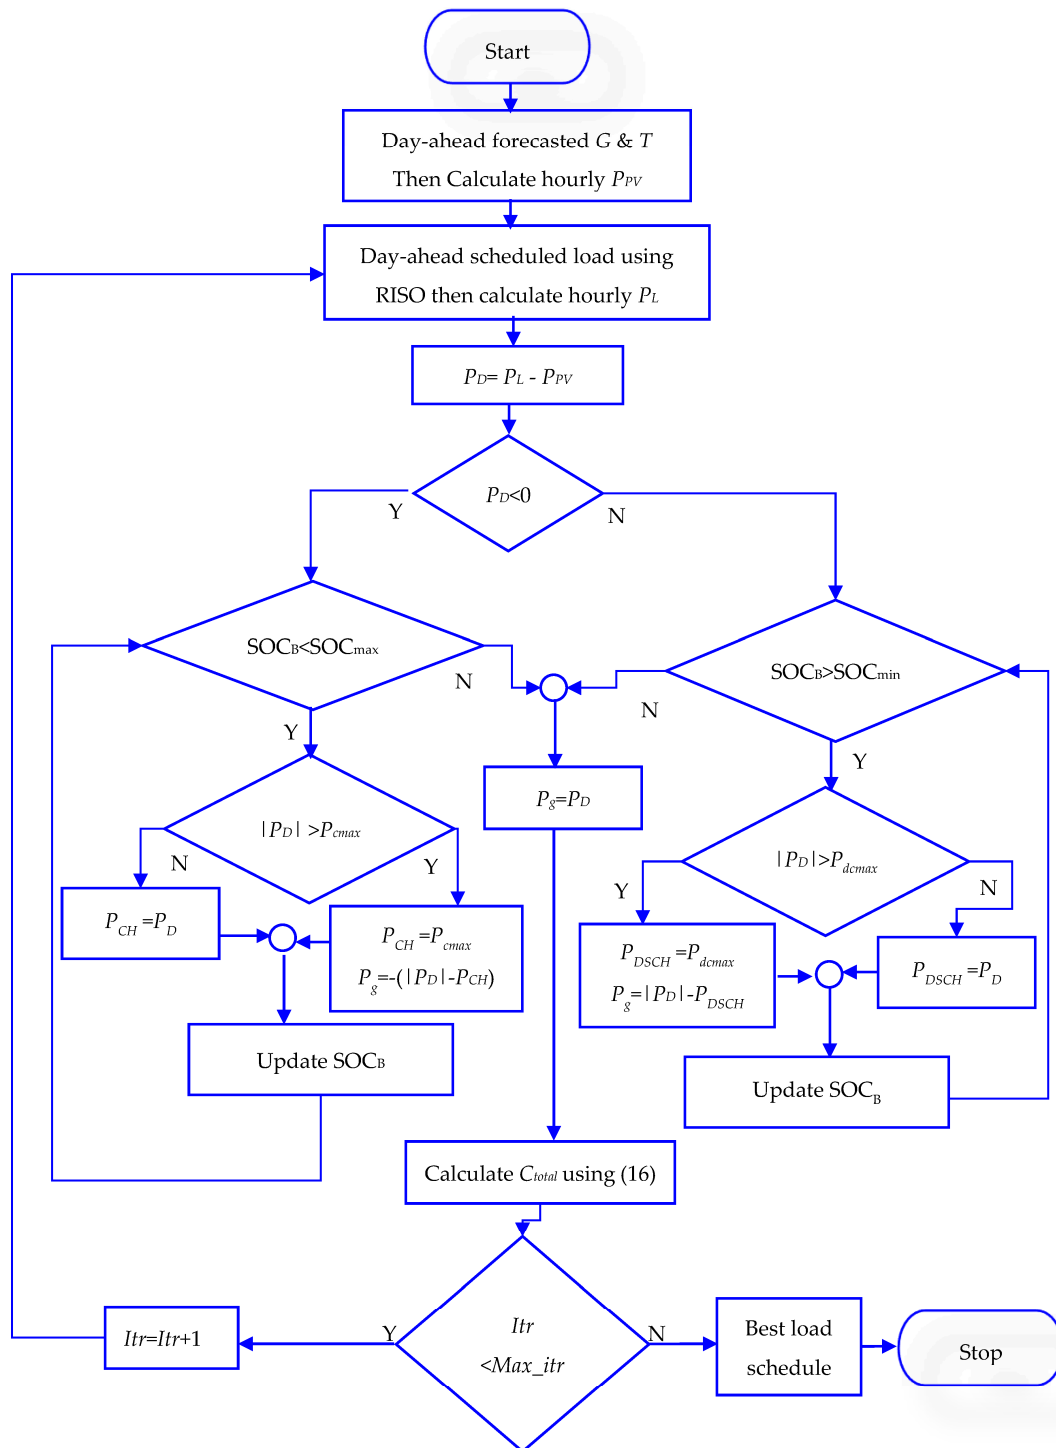 Start
Day-ahead forecasted G & T
Then Calculate hourly PPV
Day-ahead scheduled load using
RISO then calculate hourly PL
PD= PL - PPV
PD<0
Y
N
SOCB<SOCmax
SOCB>SOCmin
N
N
Y
Y
Pg=PD
|PD| >Pcmax
|PD|>Pdcmax
N
Y
Y
N
PCH =PD
PCH =Pcmax
Pg=-(|PD|-PCH)
PDSCH =Pdcmax
Pg=|PD|-PDSCH
PDSCH =PD
Update SOCB
Update SOCB
Calculate Ctotal using (16)
Itr=Itr+1
Y
Itr
<Max_itr
N
Best load
schedule
Stop